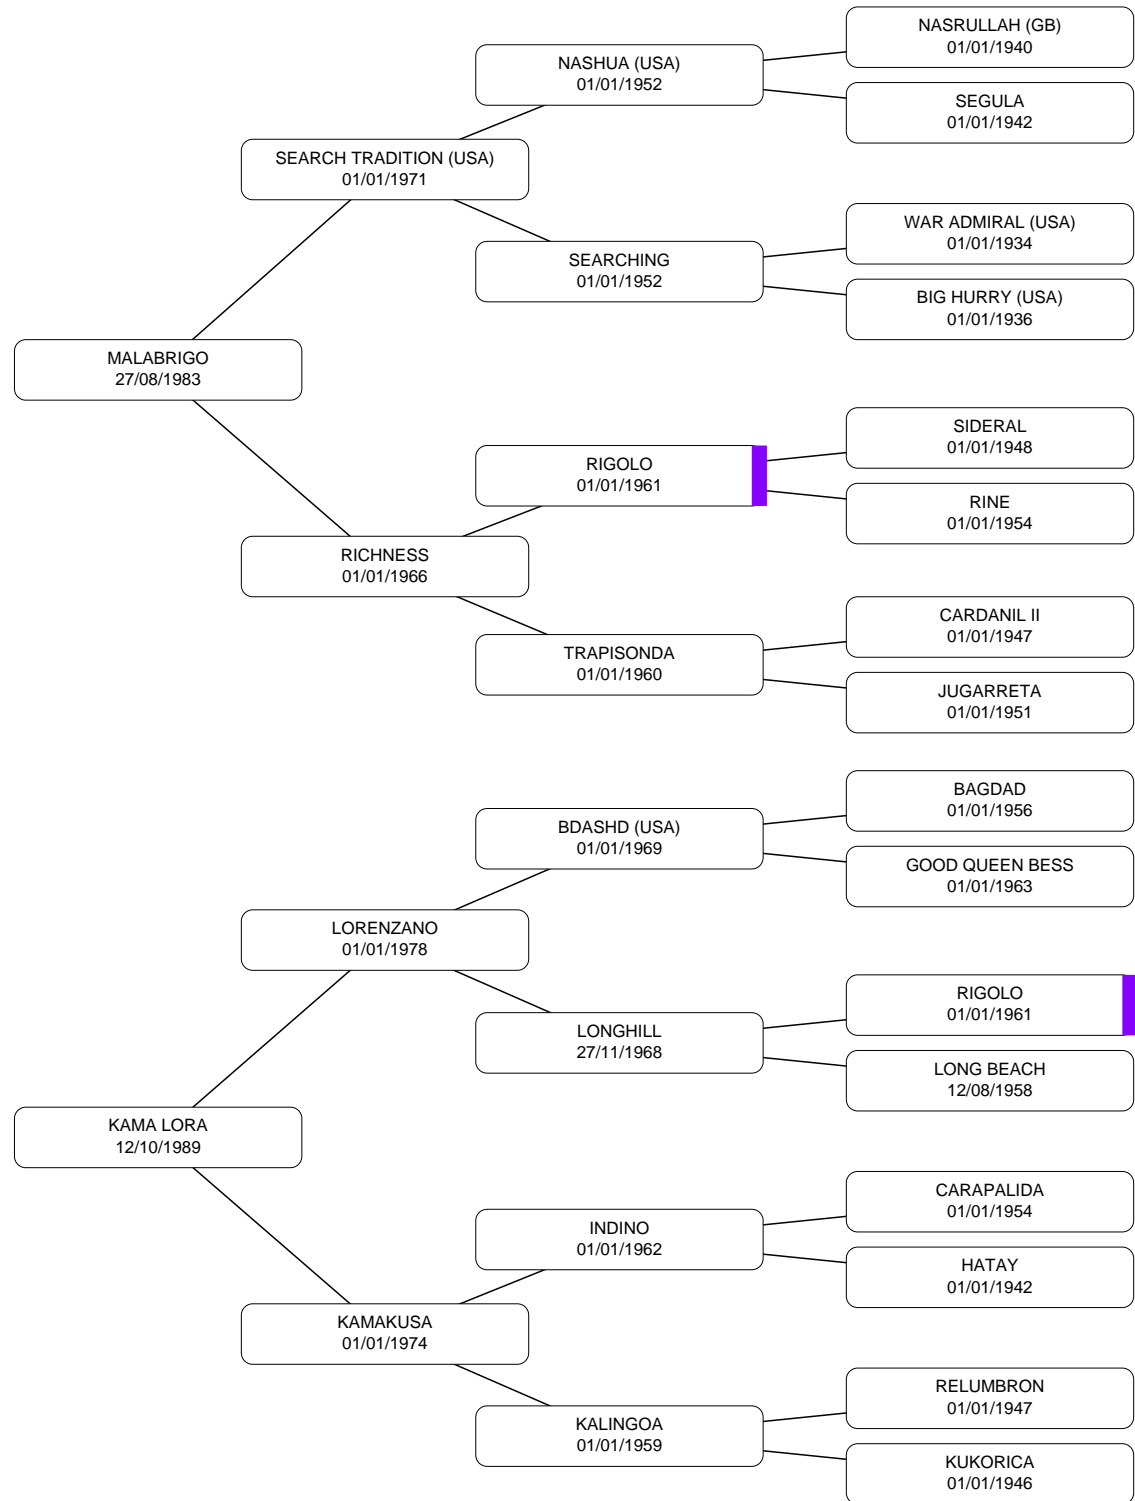 NASRULLAH (GB)
01/01/1940
NASHUA (USA)
01/01/1952
SEGULA
01/01/1942
SEARCH TRADITION (USA)
01/01/1971
WAR ADMIRAL (USA)
01/01/1934
SEARCHING
01/01/1952
BIG HURRY (USA)
01/01/1936
MALABRIGO
27/08/1983
SIDERAL
01/01/1948
RIGOLO
01/01/1961
RINE
01/01/1954
RICHNESS
01/01/1966
CARDANIL II
01/01/1947
TRAPISONDA
01/01/1960
JUGARRETA
01/01/1951
BAGDAD
01/01/1956
BDASHD (USA)
01/01/1969
GOOD QUEEN BESS
01/01/1963
LORENZANO
01/01/1978
RIGOLO
01/01/1961
LONGHILL
27/11/1968
LONG BEACH
12/08/1958
KAMA LORA
12/10/1989
CARAPALIDA
01/01/1954
INDINO
01/01/1962
HATAY
01/01/1942
KAMAKUSA
01/01/1974
RELUMBRON
01/01/1947
KALINGOA
01/01/1959
KUKORICA
01/01/1946